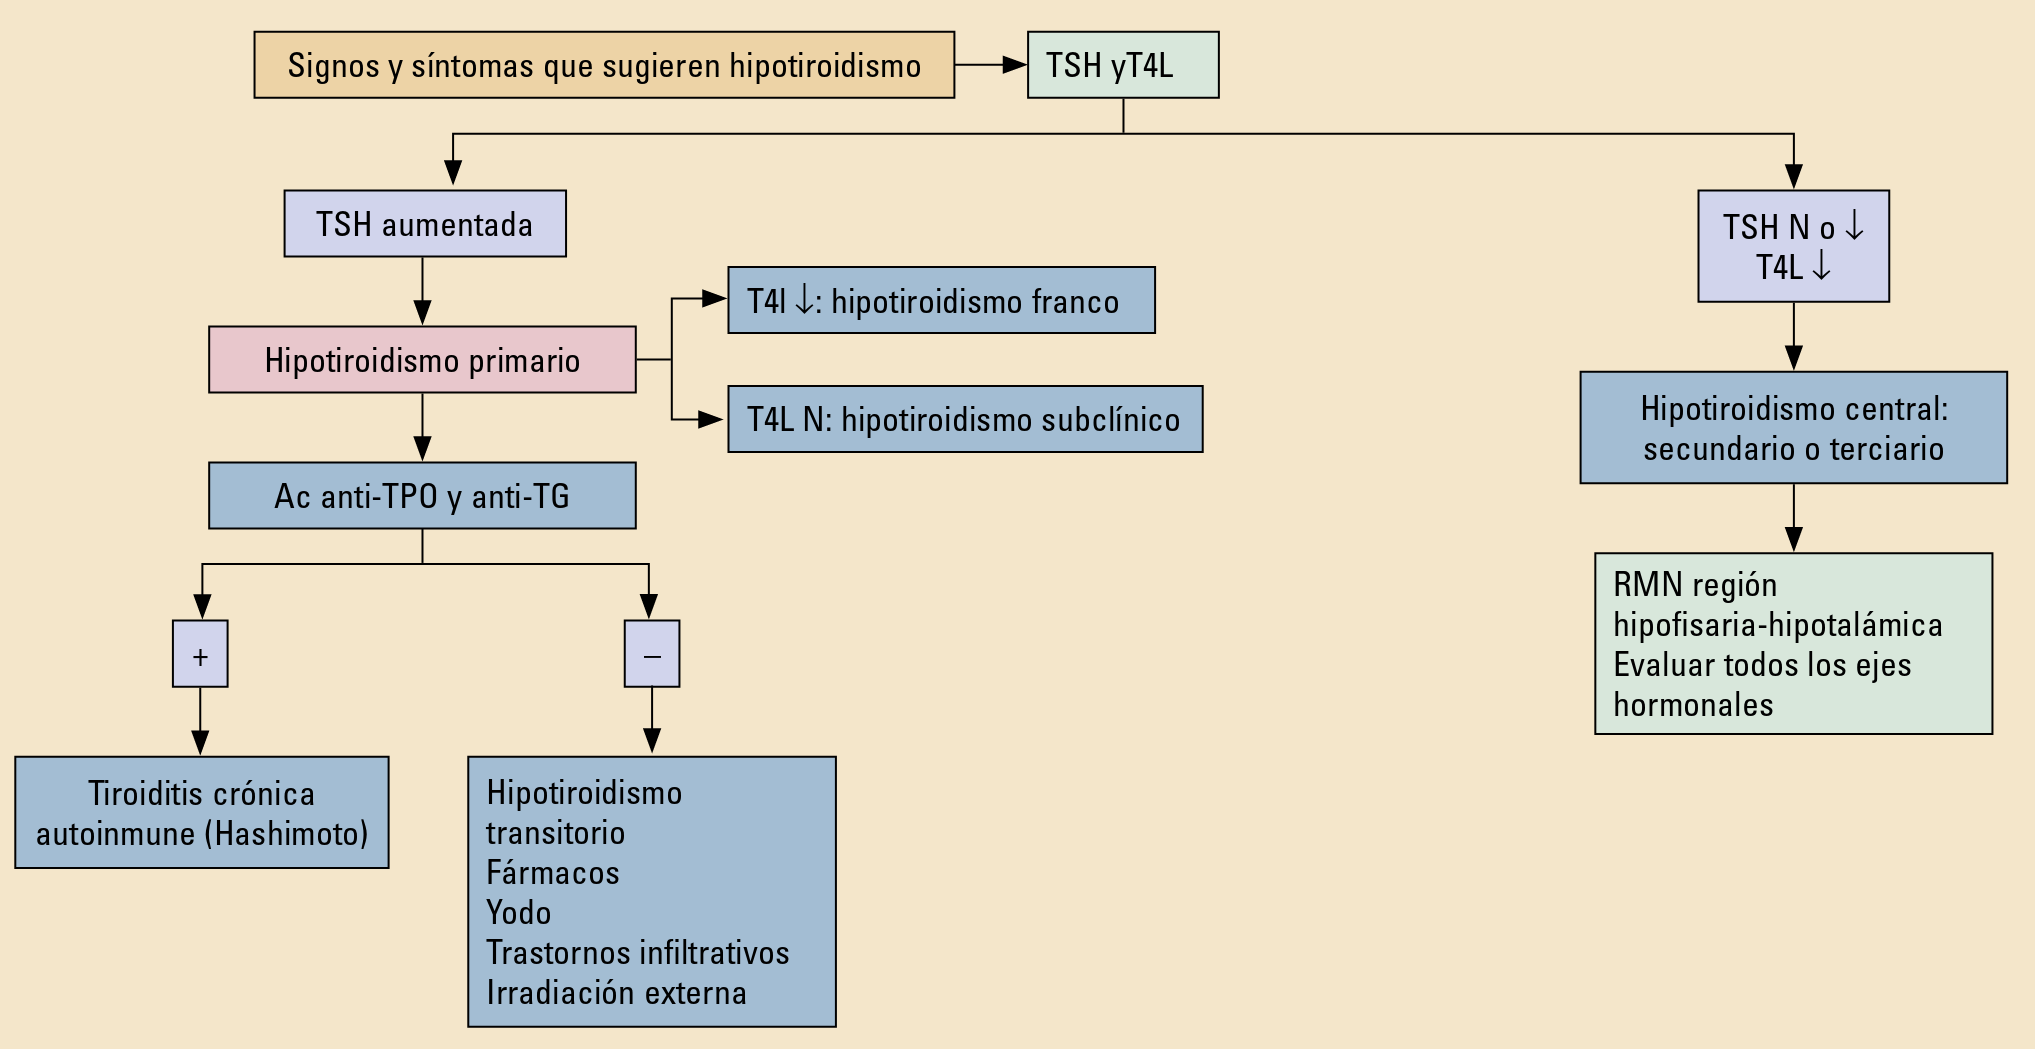 Signos y síntomas que sugieren hipotiroidismo
TSH yT4L
TSH aumentada
TSH N o ↓
T4L ↓
T4l ↓: hipotiroidismo franco
Hipotiroidismo primario
T4L N: hipotiroidismo subclínico
Hipotiroidismo central:
secundario o terciario
Ac anti-TPO y anti-TG
RMN región
hipofisaria-hipotalámica
Evaluar todos los ejes
hormonales
+
–
Tiroiditis crónica
autoinmune (Hashimoto)
Hipotiroidismo
transitorio
Fármacos
Yodo
Trastornos infiltrativos
Irradiación externa